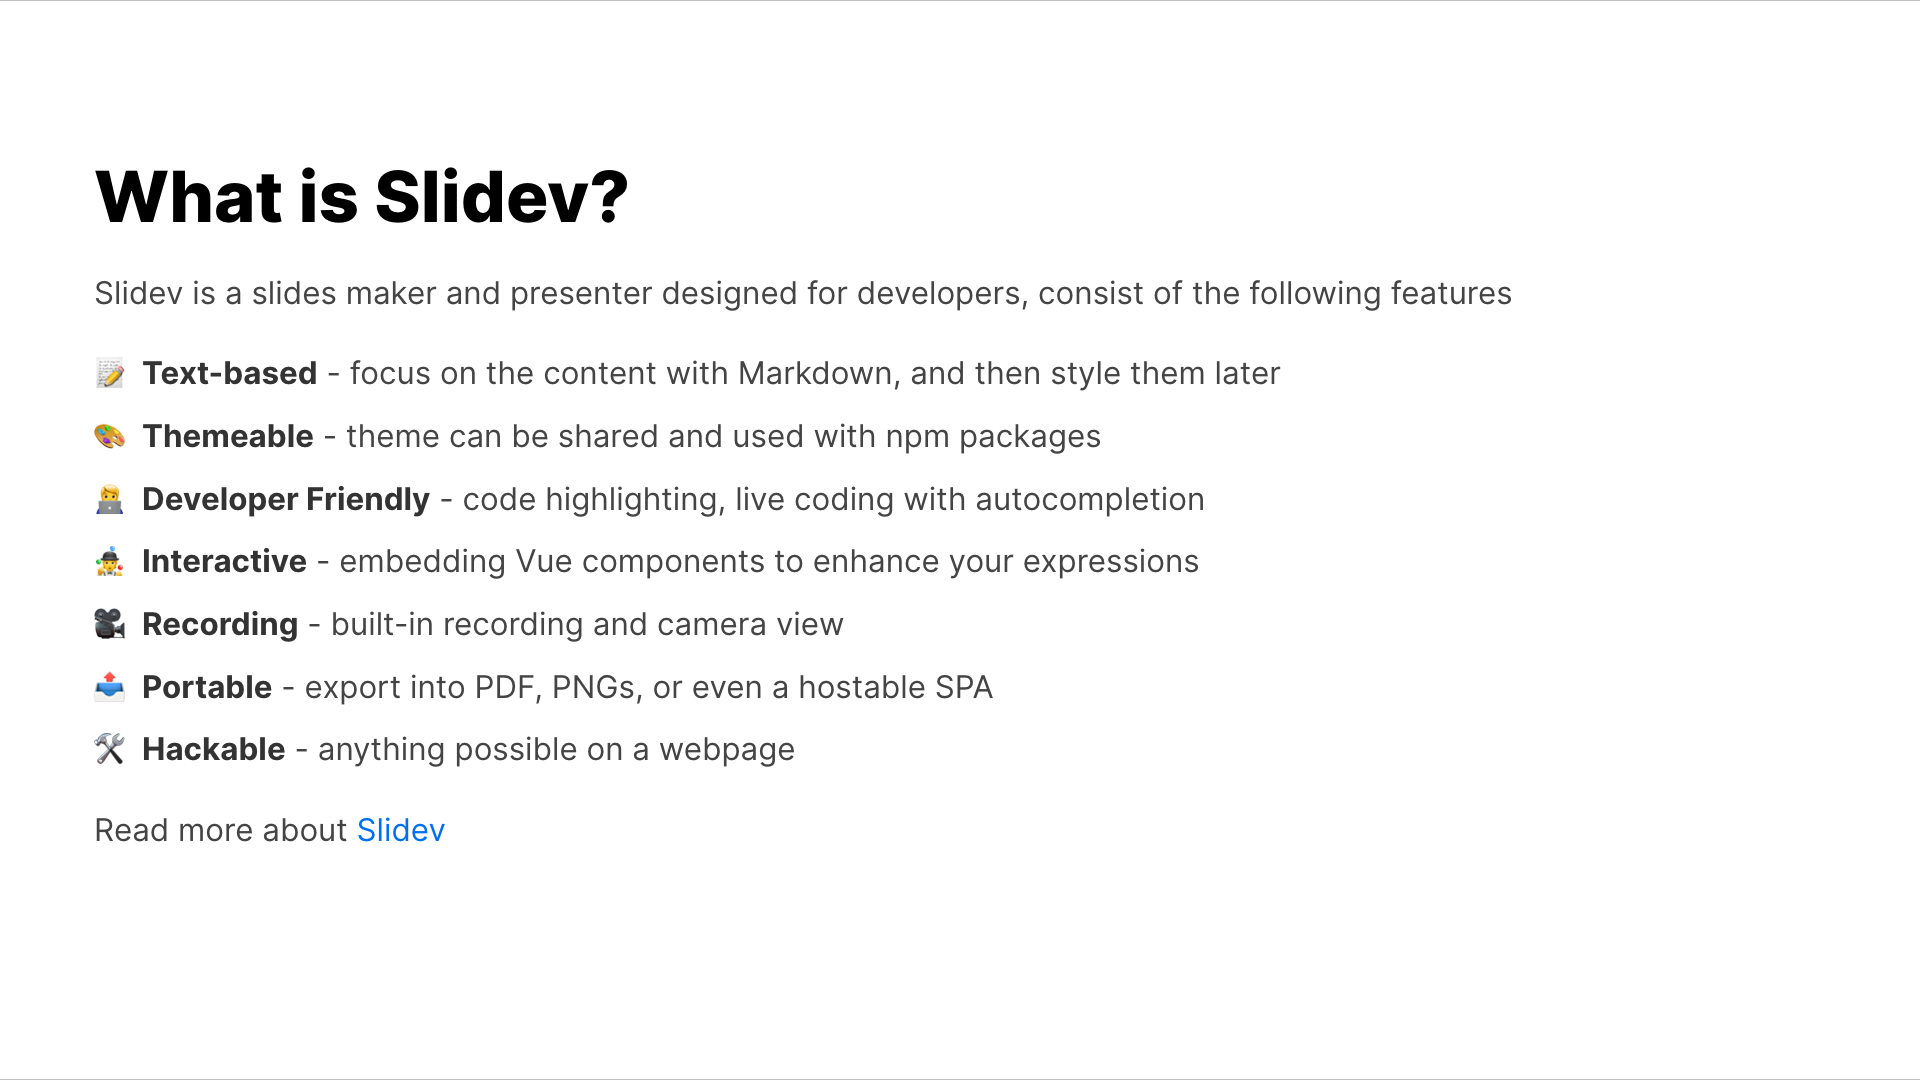 What is Slidev?
Slidev is a slides maker and presenter designed for developers, consist of the following features
📝 Text-based - focus on the content with Markdown, and then style them later
🎨 Themeable - theme can be shared and used with npm packages
🧑‍💻 Developer Friendly - code highlighting, live coding with autocompletion
🤹 Interactive - embedding Vue components to enhance your expressions
🎥 Recording - built-in recording and camera view
📤 Portable - export into PDF, PNGs, or even a hostable SPA
🛠 Hackable - anything possible on a webpage
Read more about Slidev